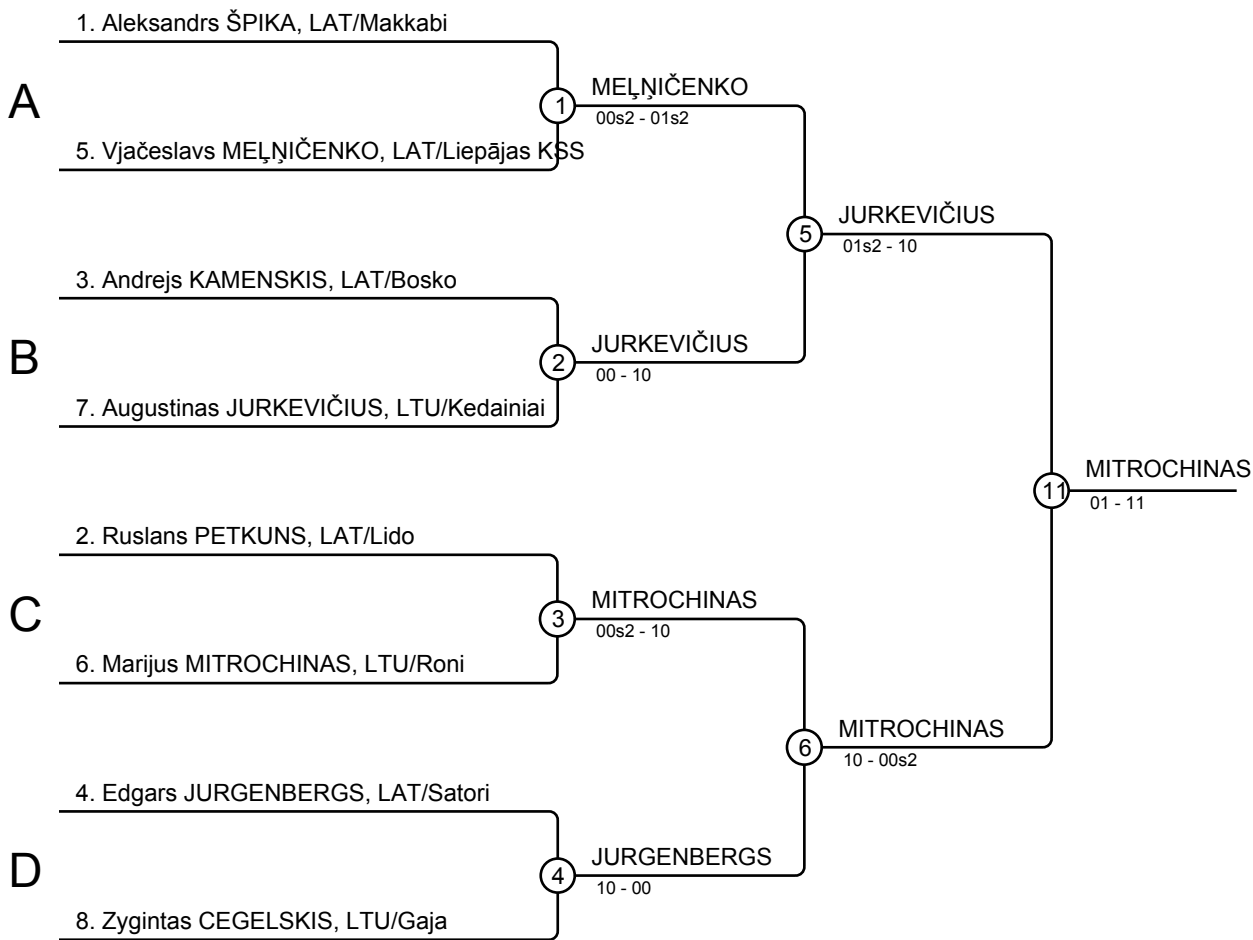 1. Aleksandrs ŠPIKA, LAT/Makkabi
A
1
MEĻŅIČENKO
00s2 - 01s2
5. Vjačeslavs MEĻŅIČENKO, LAT/Liepājas KSS
5
JURKEVIČIUS
01s2 - 10
3. Andrejs KAMENSKIS, LAT/Bosko
B
2
JURKEVIČIUS
00 - 10
7. Augustinas JURKEVIČIUS, LTU/Kedainiai
11
MITROCHINAS
01 - 11
2. Ruslans PETKUNS, LAT/Lido
C
3
MITROCHINAS
00s2 - 10
6. Marijus MITROCHINAS, LTU/Roni
6
MITROCHINAS
10 - 00s2
4. Edgars JURGENBERGS, LAT/Satori
D
4
JURGENBERGS
10 - 00
8. Zygintas CEGELSKIS, LTU/Gaja